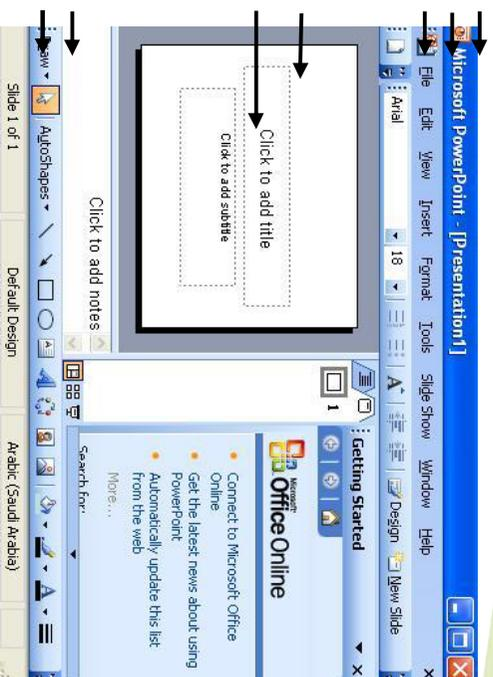 Microsoft PowerPoint - [Presentation1]
File Edit View Insert Format Tools Slide Show Window Help
Arial 18 Design New Slide
Click to add title
Click to add subtitle
Click to add notes
1
Getting Started
Microsoft
Office Online
Connect to Microsoft Office
Online
Get the latest news about using
PowerPoint
Automatically update this list
from the web
More...
Search for:
AutoShapes
Slide 1 of 1 Default Design Arabic (Saudi Arabia)